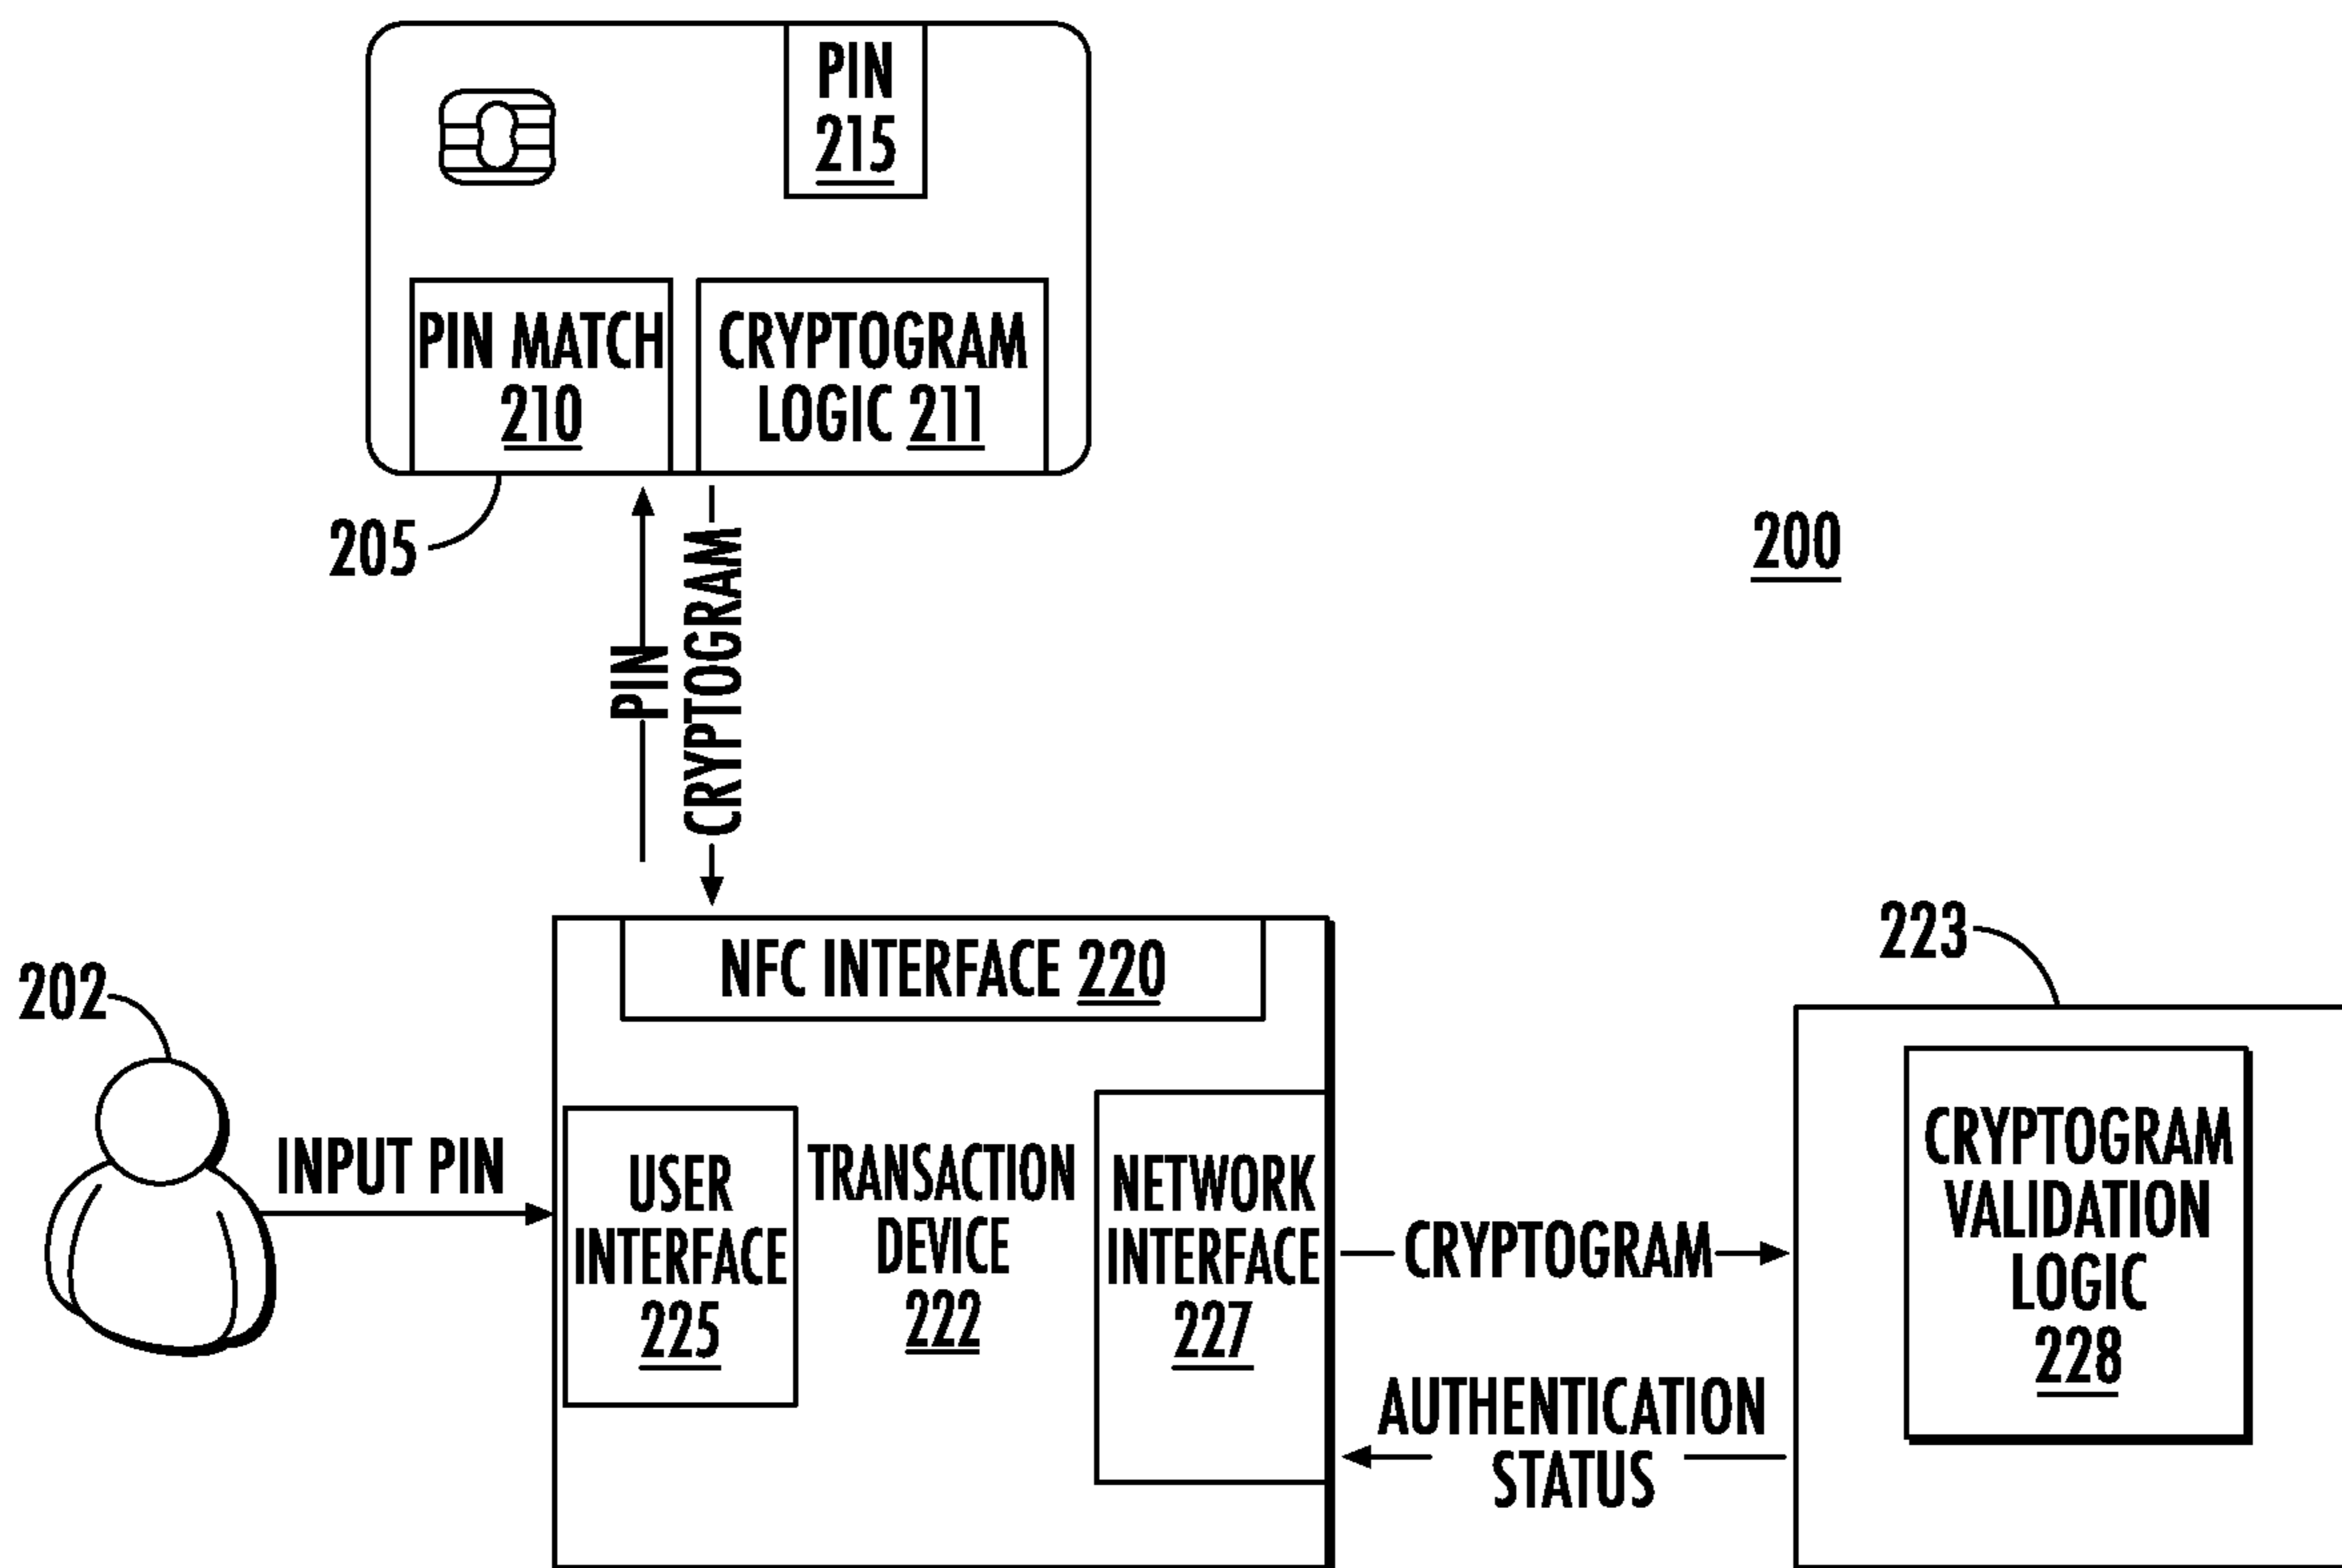 PIN
215
PIN MATCH
210
CRYPTOGRAM
LOGIC 211
205
200
PIN
CRYPTOGRAM
223
NFC INTERFACE 220
202
INPUT PIN
USER
INTERFACE
225
TRANSACTION
DEVICE
222
NETWORK
INTERFACE
227
CRYPTOGRAM
AUTHENTICATION
STATUS
CRYPTOGRAM
VALIDATION
LOGIC
228